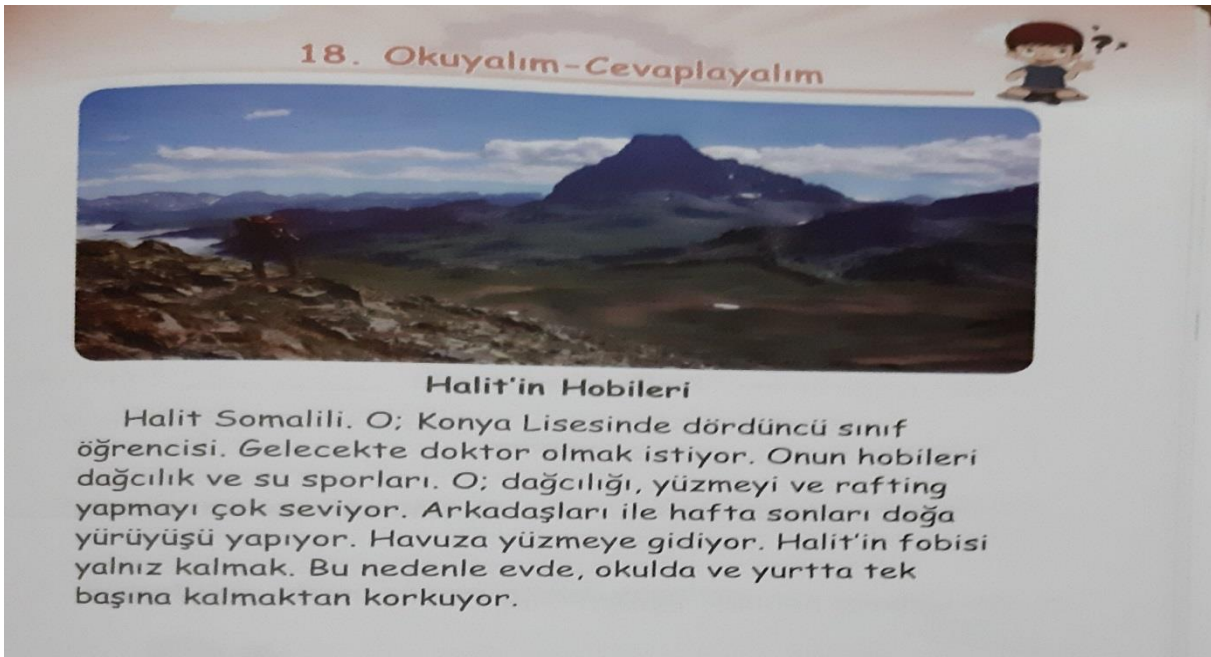 18. Okuyalım-Cevaplayalım
?
Halit'in Hobileri
Halit Somalili. O; Konya Lisesinde dördüncü sınıf
öğrencisi. Gelecekte doktor olmak istiyor. Onun hobileri
dağcılık ve su sporları. O; dağcılığı, yüzmeyi ve rafting
yapmayı çok seviyor. Arkadaşları ile hafta sonları doğa
yürüyüşü yapıyor. Havuza yüzmeye gidiyor. Halit'in fobisi
yalnız kalmak. Bu nedenle evde, okulda ve yurtta tek
başına kalmaktan korkuyor.